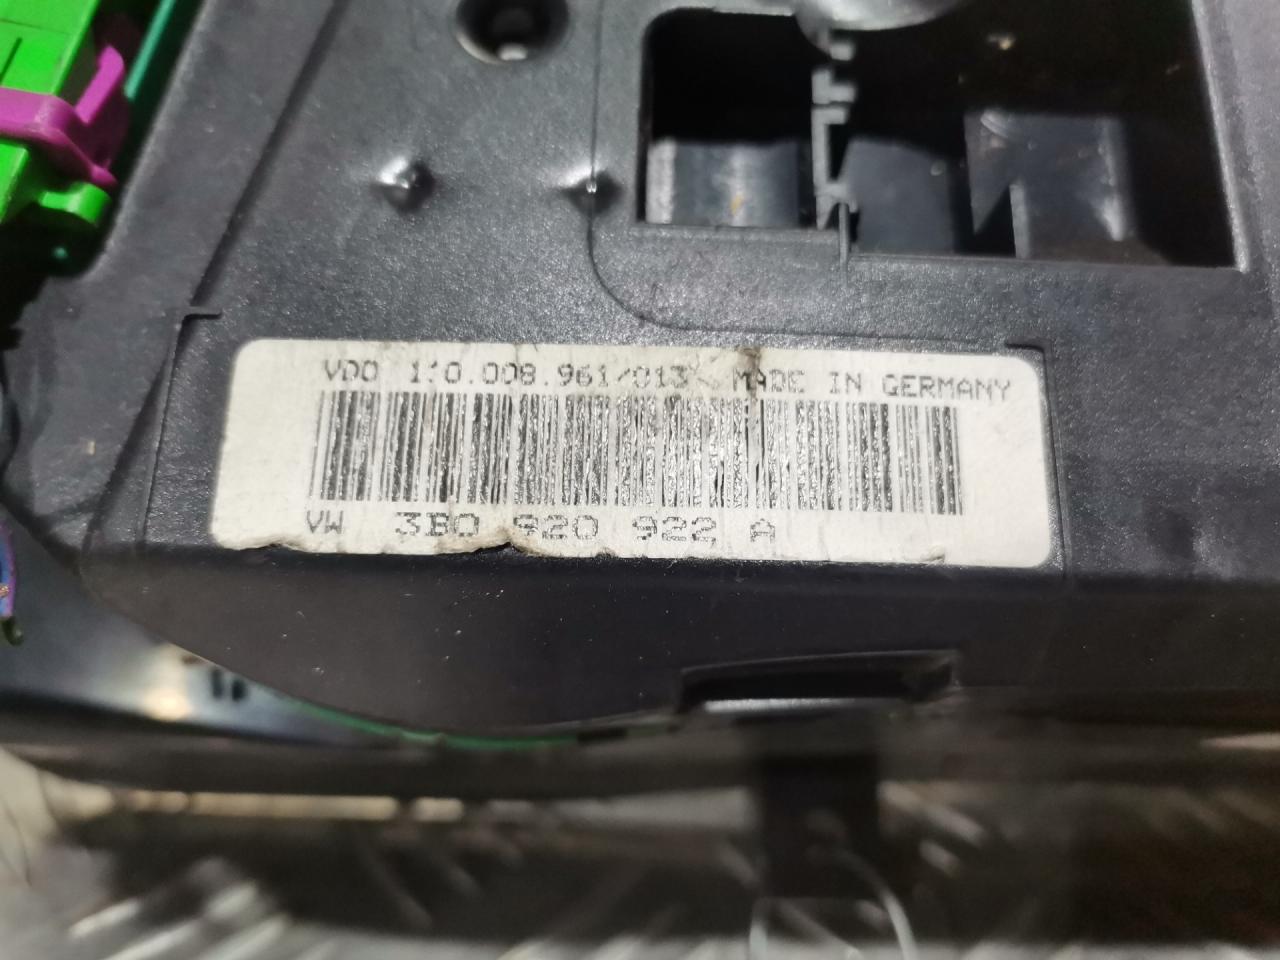 VDO 110.008.961/013 MADE IN GERMANY
VW 3B0 920 922 A